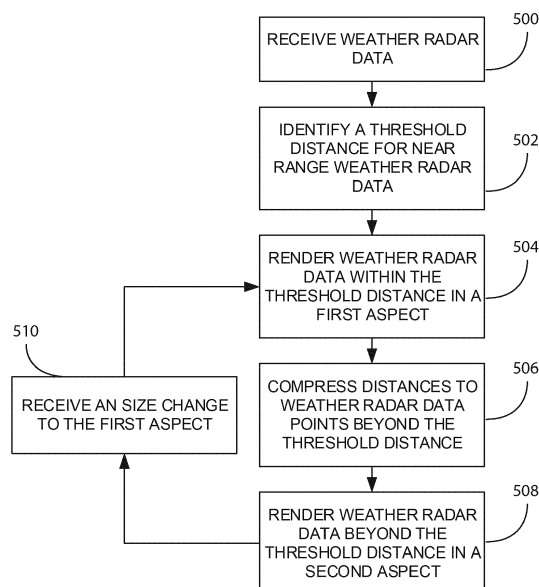 500
RECEIVE WEATHER RADAR
DATA
IDENTIFY A THRESHOLD
DISTANCE FOR NEAR
RANGE WEATHER RADAR
DATA
502
RENDER WEATHER RADAR
DATA WITHIN THE
THRESHOLD DISTANCE IN A
FIRST ASPECT
504
510
RECEIVE AN SIZE CHANGE
TO THE FIRST ASPECT
COMPRESS DISTANCES TO
WEATHER RADAR DATA
POINTS BEYOND THE
THRESHOLD DISTANCE
506
RENDER WEATHER RADAR
DATA BEYOND THE
THRESHOLD DISTANCE IN A
SECOND ASPECT
508